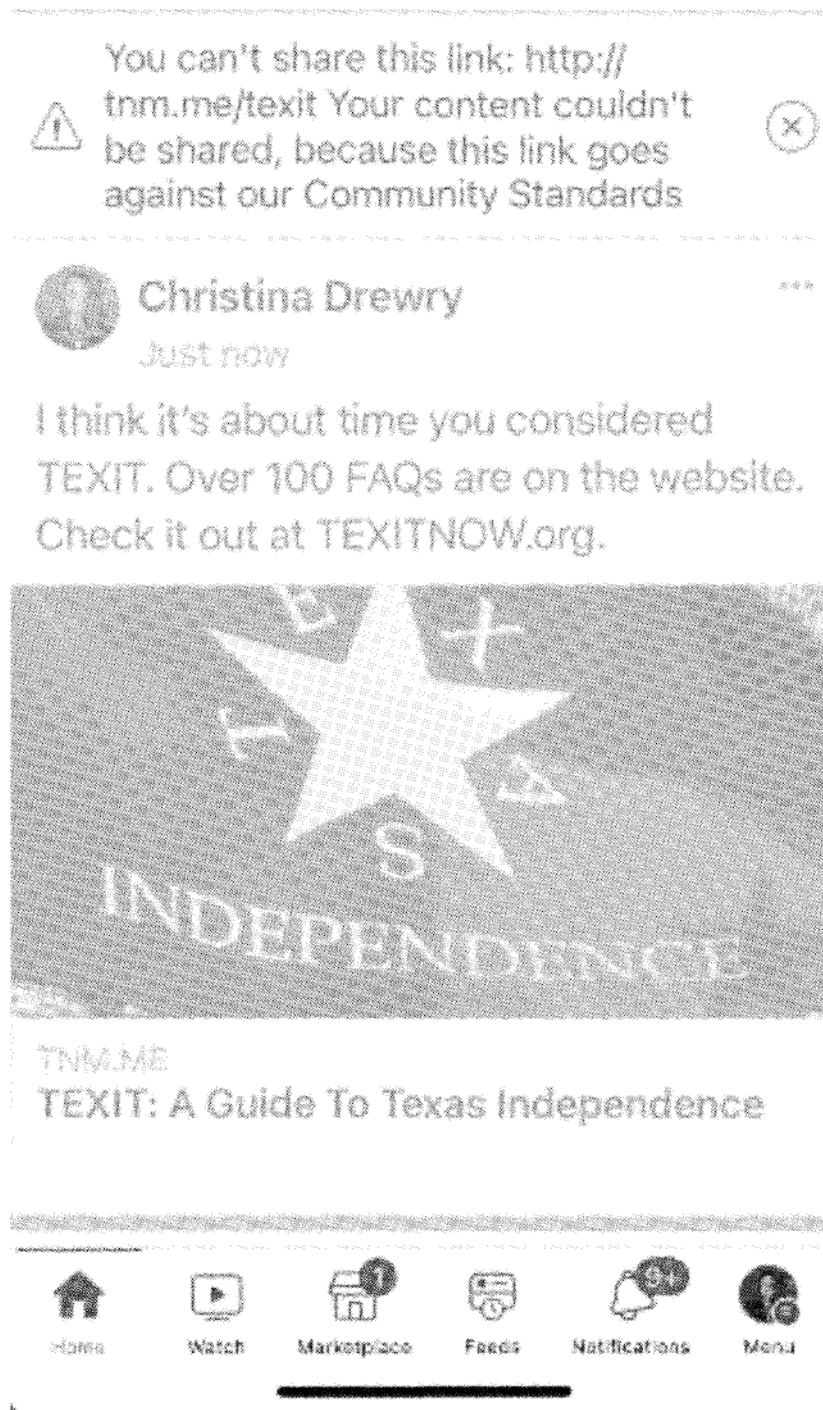 You can't share this link: http://
tnm.me/texit Your content couldn't
be shared, because this link goes
against our Community Standards
Christina Drewry
Just now
I think it's about time you considered
TEXIT. Over 100 FAQs are on the website.
Check it out at TEXITNOW.org.
TEXAS
INDEPENDENCE
TNM.ME
TEXIT: A Guide To Texas Independence
1
9+
Home
Watch
Marketplace
Feeds
Notifications
Menu